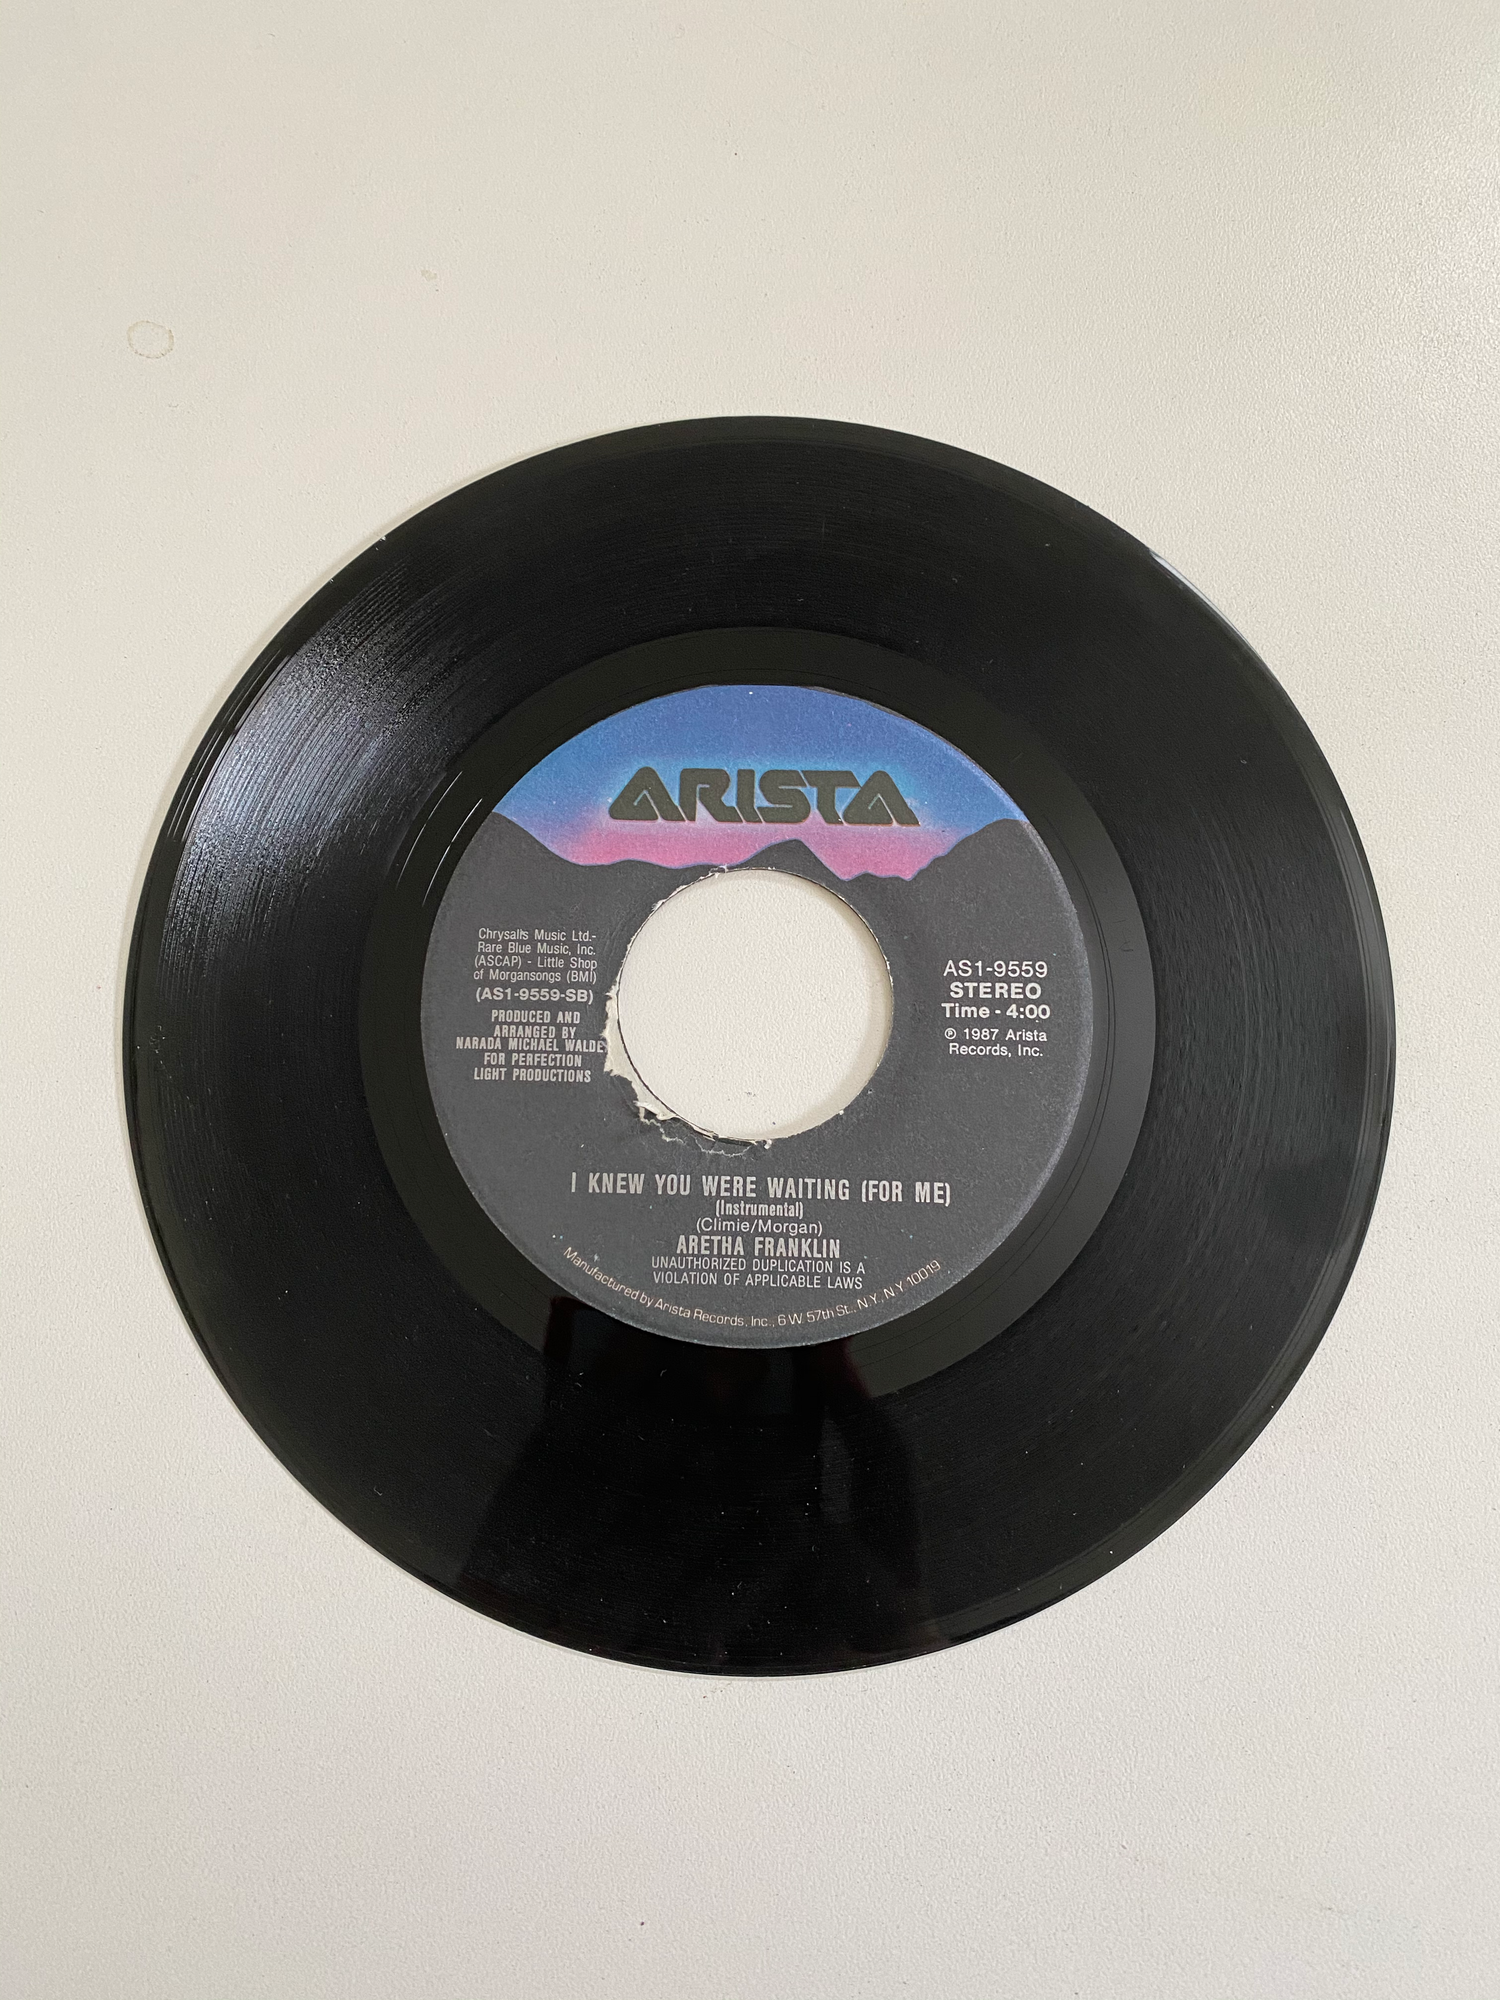 ARISTA
Chrysalis Music Ltd.-
Rare Blue Music, Inc.
(ASCAP) - Little Shop
of Morgansongs (BMI)
(AS1-9559-SB)
PRODUCED AND
ARRANGED BY
NARADA MICHAEL WALDE
FOR PERFECTION
LIGHT PRODUCTIONS
AS1-9559
STEREO
Time - 4:00
℗ 1987 Arista
Records, Inc.
I KNEW YOU WERE WAITING (FOR ME)
(Instrumental)
(Climie/Morgan)
ARETHA FRANKLIN
UNAUTHORIZED DUPLICATION IS A
VIOLATION OF APPLICABLE LAWS
Manufactured by Arista Records, Inc., 6 W. 57th St., N.Y., N.Y. 10019